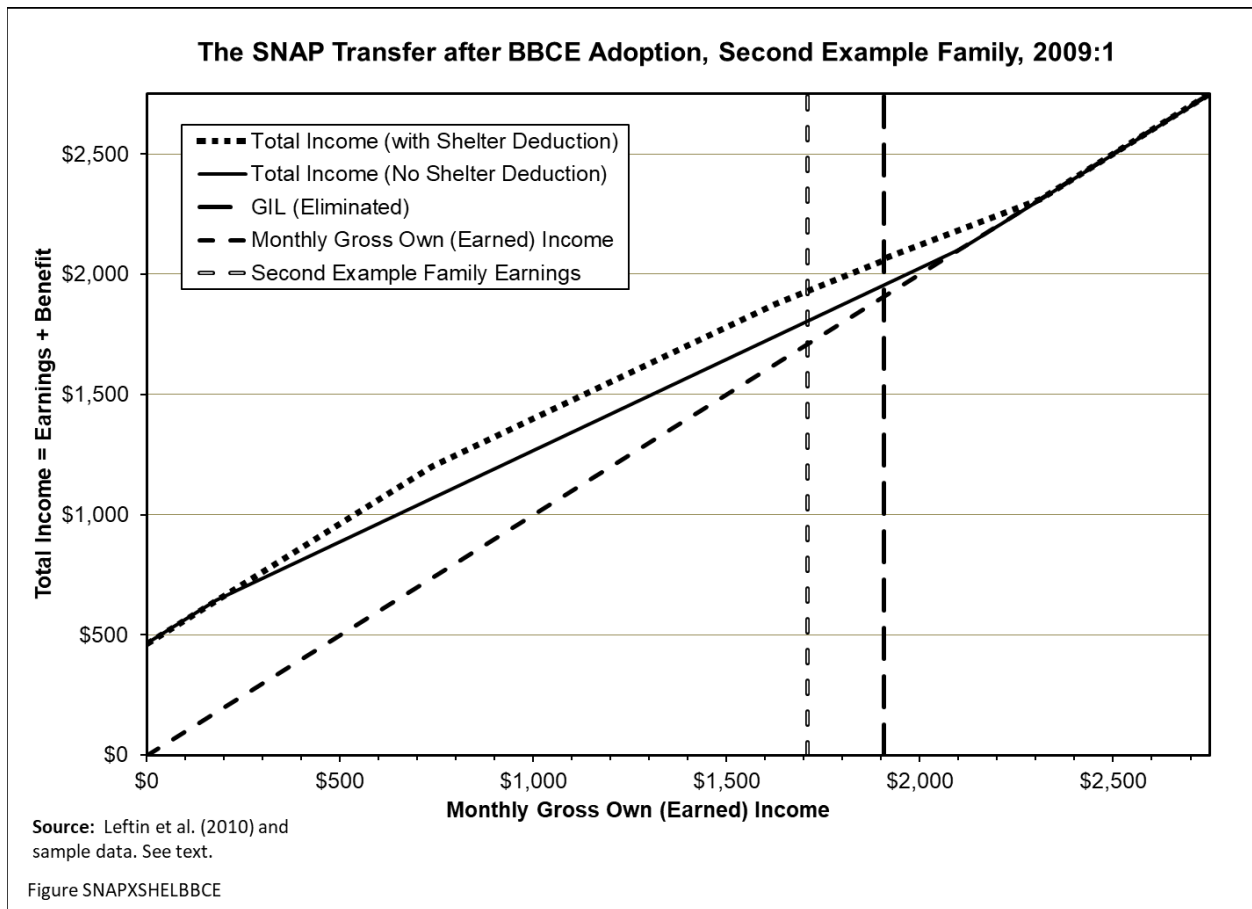 The SNAP Transfer after BBCE Adoption, Second Example Family, 2009:1
Total Income (with Shelter Deduction)
Total Income (No Shelter Deduction)
GIL (Eliminated)
Monthly Gross Own (Earned) Income
Second Example Family Earnings
Total Income = Earnings + Benefit
$2,500
$2,000
$1,500
$1,000
$500
$0
$0 $500 $1,000 $1,500 $2,000 $2,500
Monthly Gross Own (Earned) Income
Source: Leftin et al. (2010) and
sample data. See text.
Figure SNAPXSHELBBCE